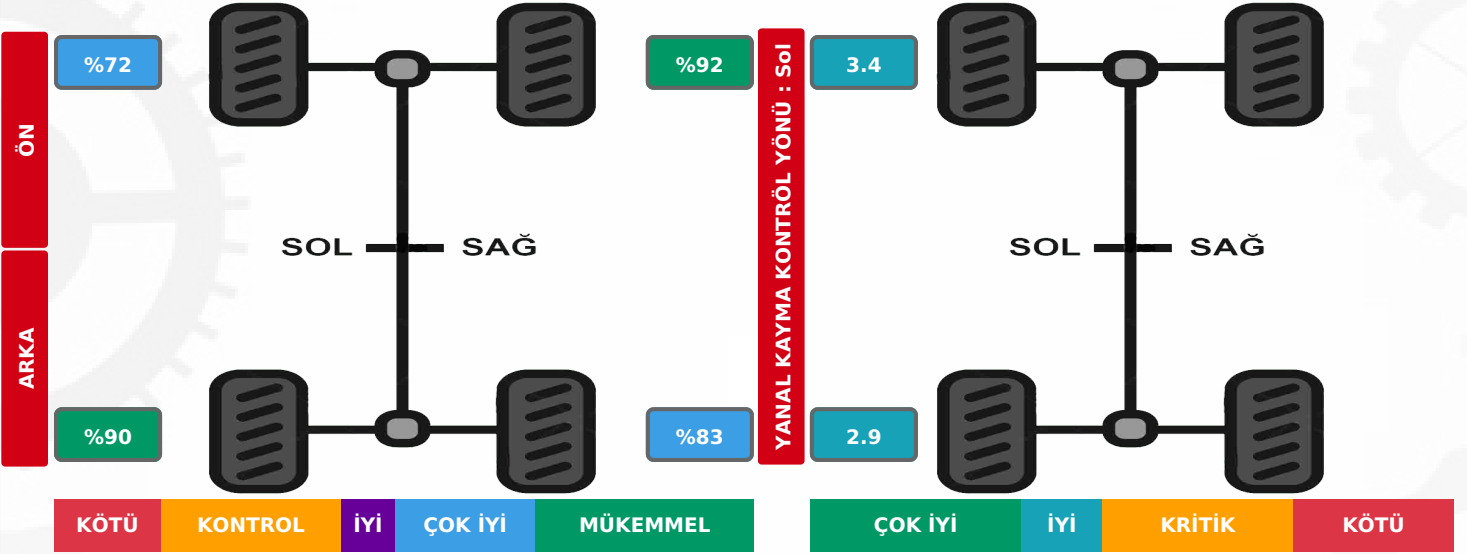 ÖN
%72
%92
SOL
SAĞ
ARKA
%90
%83
KÖTÜ
KONTROL
İYİ
ÇOK İYİ
MÜKEMMEL
YANAL KAYMA KONTRÖL YÖNÜ : Sol
3.4
SOL
SAĞ
2.9
ÇOK İYİ
İYİ
KRİTİK
KÖTÜ